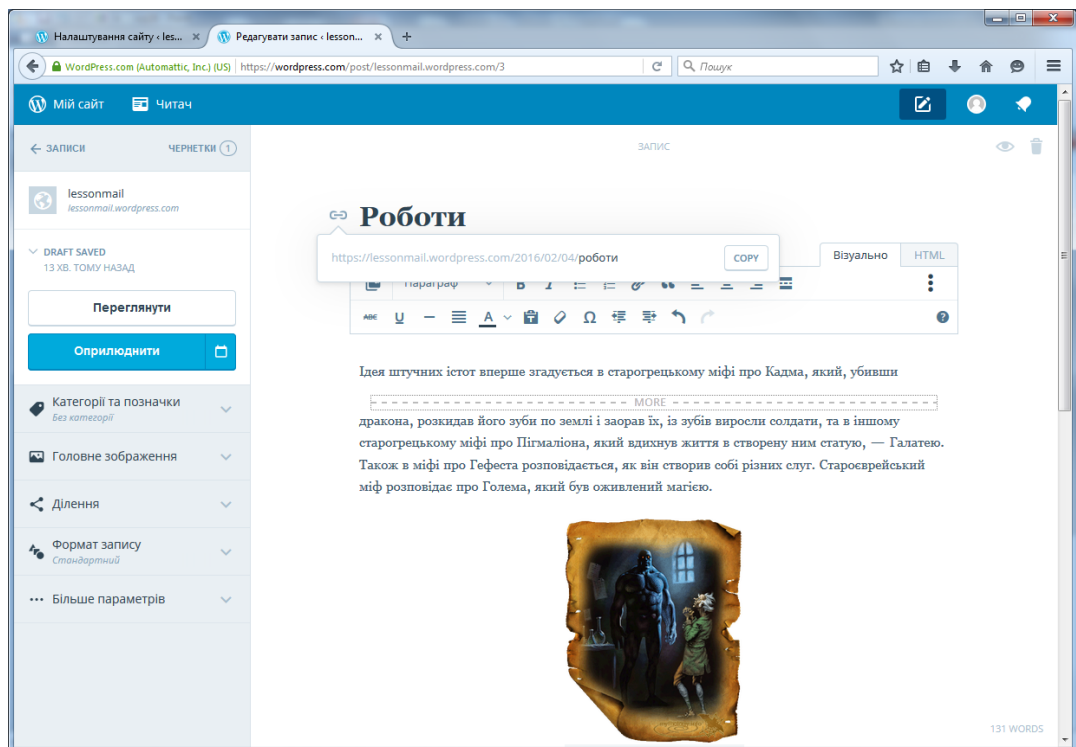 Налаштування сайту ‹ les...
Редагувати запис ‹ lesson...
WordPress.com (Automattic, Inc.) (US)
https://wordpress.com/post/lessonmail.wordpress.com/3
Пошук
Мій сайт
Читач
ЗАПИСИ
ЧЕРНЕТКИ 1
ЗАПИС
lessonmail
lessonmail.wordpress.com
Роботи
DRAFT SAVED
13 ХВ. ТОМУ НАЗАД
https://lessonmail.wordpress.com/2016/02/04/роботи
COPY
Візуально
HTML
Параграф
B I
ABE U A Ω
Переглянути
Оприлюднити
Категорії та позначки
Без категорії
Головне зображення
Ділення
Формат запису
Стандартний
Більше параметрів
Ідея штучних істот вперше згадується в старогрецькому міфі про Кадма, який, убивши
MORE
дракона, розкидав його зуби по землі і заорав їх, із зубів виросли солдати, та в іншому
старогрецькому міфі про Пігмаліона, який вдихнув життя в створену ним статую, — Галатею.
Також в міфі про Гефеста розповідається, як він створив собі різних слуг. Староєврейський
міф розповідає про Голема, який був оживлений магією.
131 WORDS